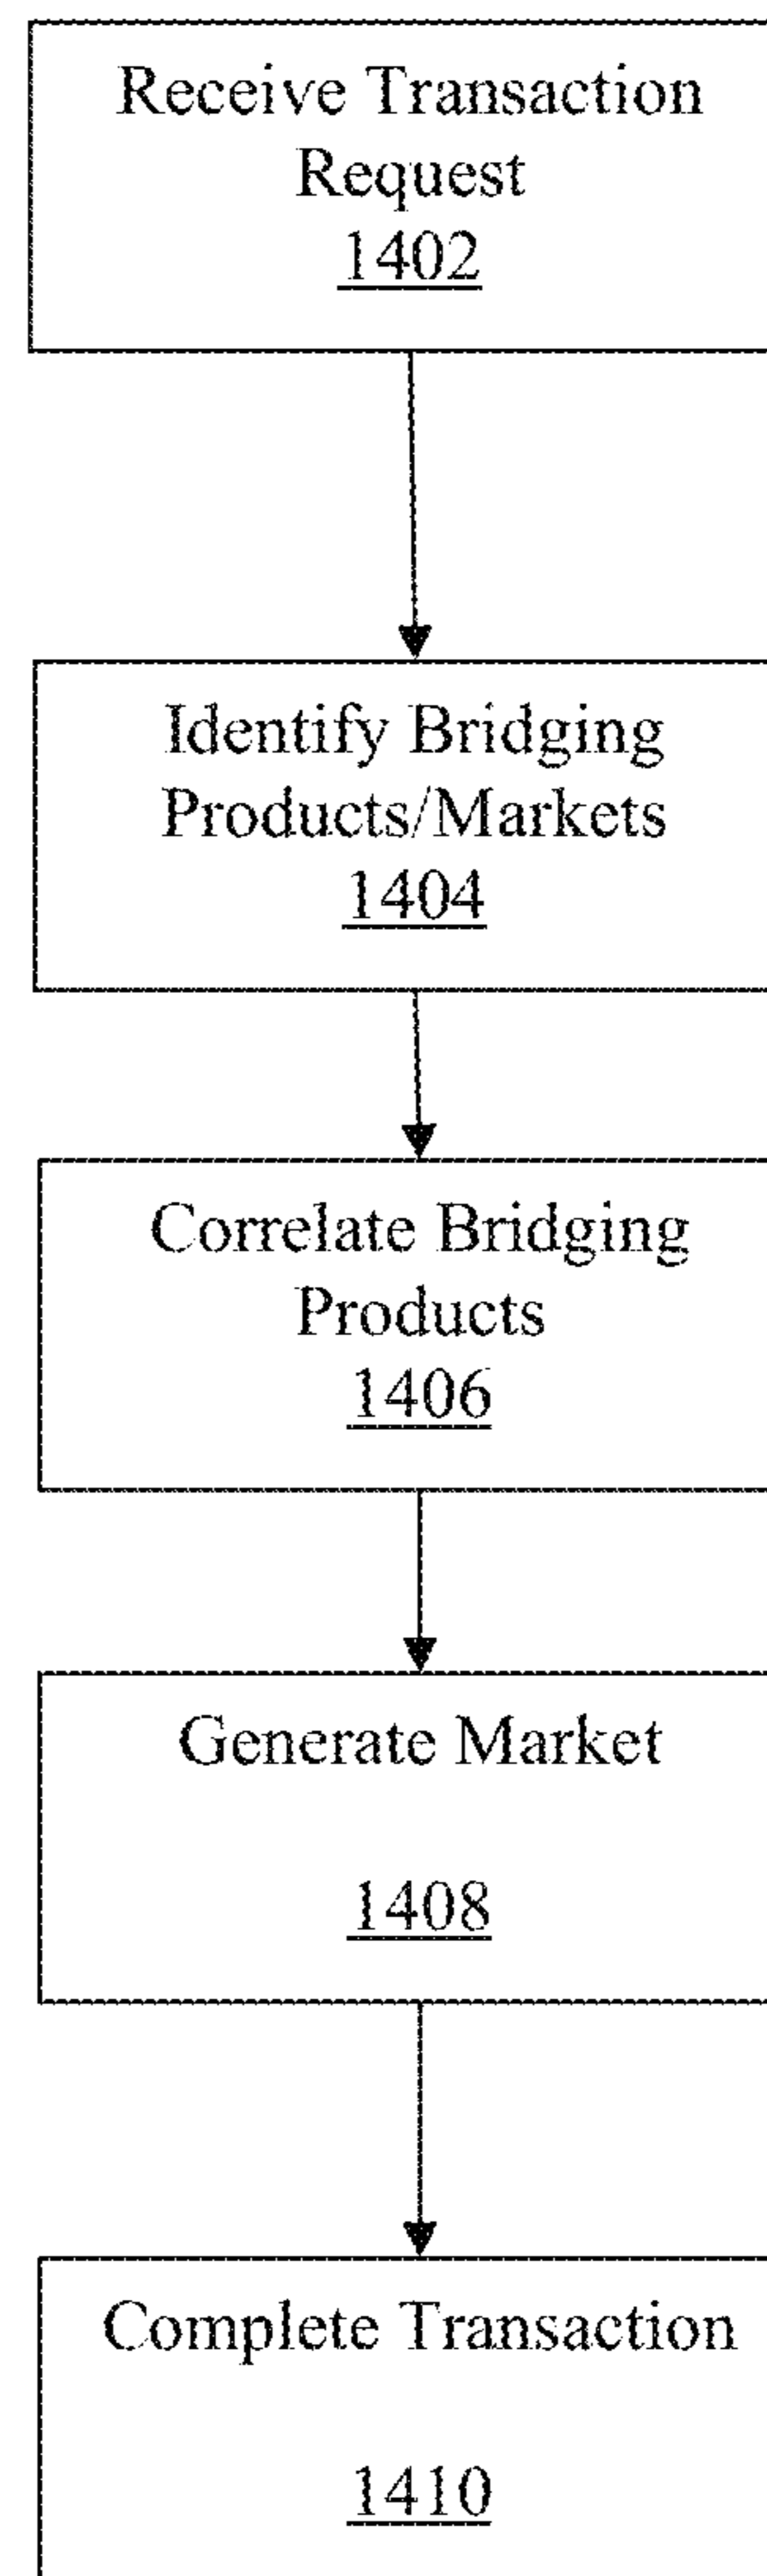 Receive Transaction
Request
1402
Identify Bridging
Products/Markets
1404
Correlate Bridging
Products
1406
Generate Market
1408
Complete Transaction
1410